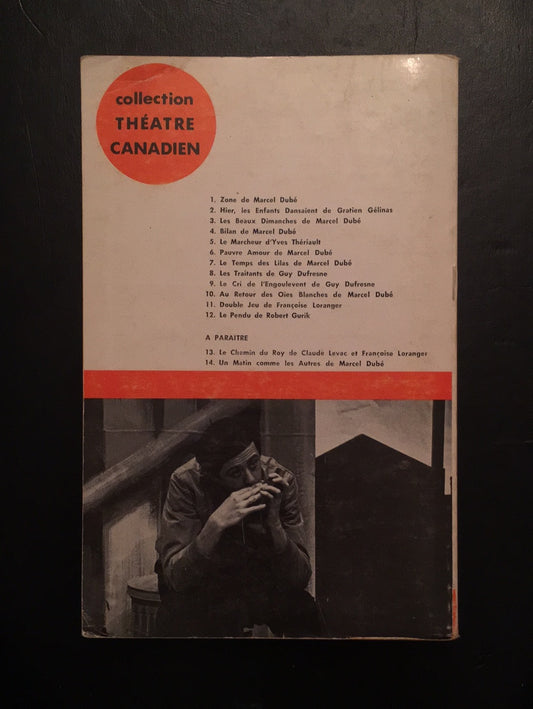 collection
THÉATRE
CANADIEN
1. Zone de Marcel Dubé
2. Hier, les Enfants Dansaient de Gratien Gélinas
3. Les Beaux Dimanches de Marcel Dubé
4. Bilan de Marcel Dubé
5. Le Marcheur d'Yves Thériault
6. Pauvre Amour de Marcel Dubé
7. Le Temps des Lilas de Marcel Dubé
8. Les Traitants de Guy Dufresne
9. Le Cri de l'Engoulevent de Guy Dufresne
10. Au Retour des Oies Blanches de Marcel Dubé
11. Double Jeu de Françoise Loranger
12. Le Pendu de Robert Gurik
A PARAITRE
13. Le Chemin du Roy de Claude Levac et Françoise Loranger
14. Un Matin comme les Autres de Marcel Dubé